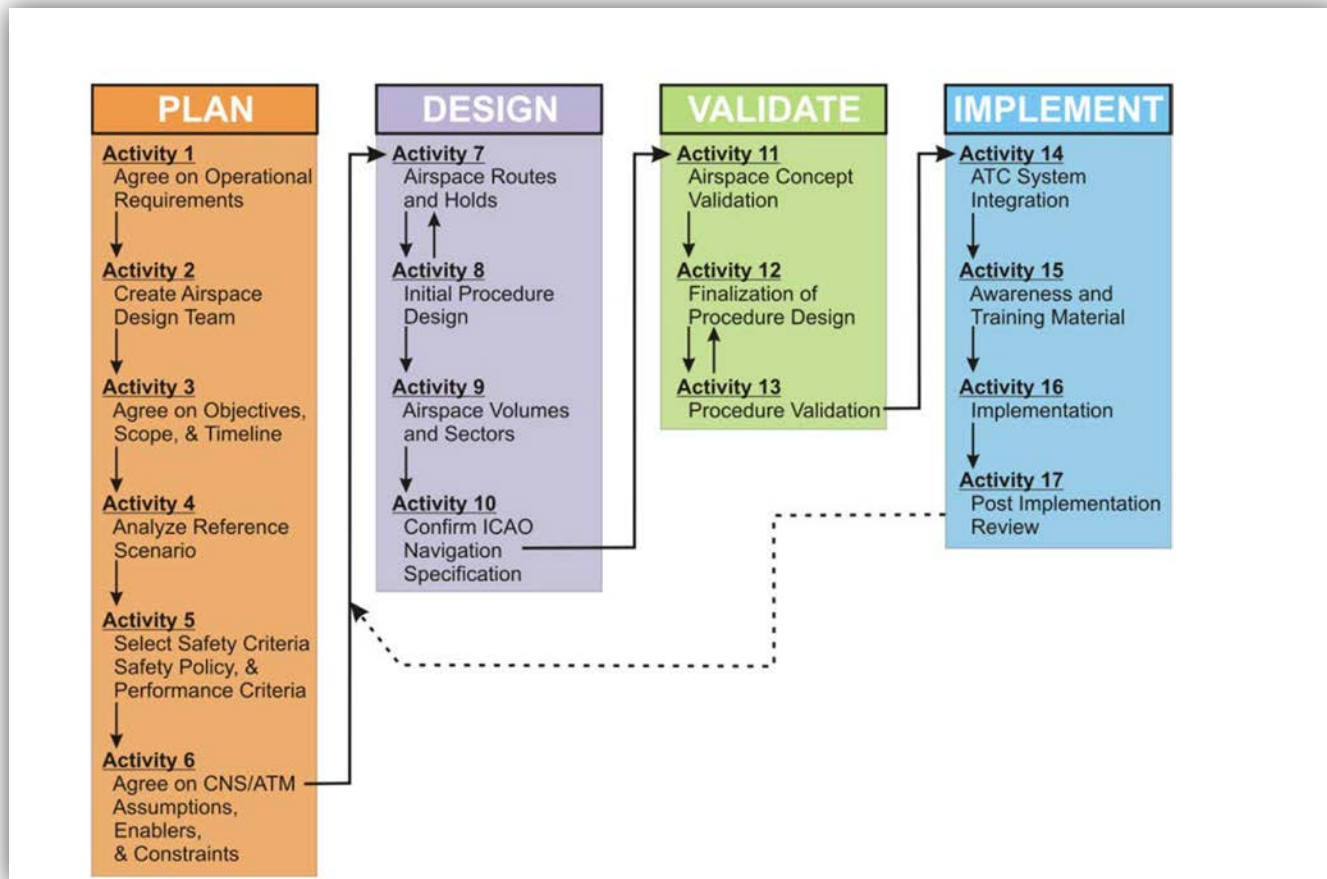 PLAN
Activity 1
Agree on Operational
Requirements
Activity 2
Create Airspace
Design Team
Activity 3
Agree on Objectives,
Scope, & Timeline
Activity 4
Analyze Reference
Scenario
Activity 5
Select Safety Criteria
Safety Policy, &
Performance Criteria
Activity 6
Agree on CNS/ATM
Assumptions,
Enablers,
& Constraints
DESIGN
Activity 7
Airspace Routes
and Holds
Activity 8
Initial Procedure
Design
Activity 9
Airspace Volumes
and Sectors
Activity 10
Confirm ICAO
Navigation
Specification
VALIDATE
Activity 11
Airspace Concept
Validation
Activity 12
Finalization of
Procedure Design
Activity 13
Procedure Validation
IMPLEMENT
Activity 14
ATC System
Integration
Activity 15
Awareness and
Training Material
Activity 16
Implementation
Activity 17
Post Implementation
Review